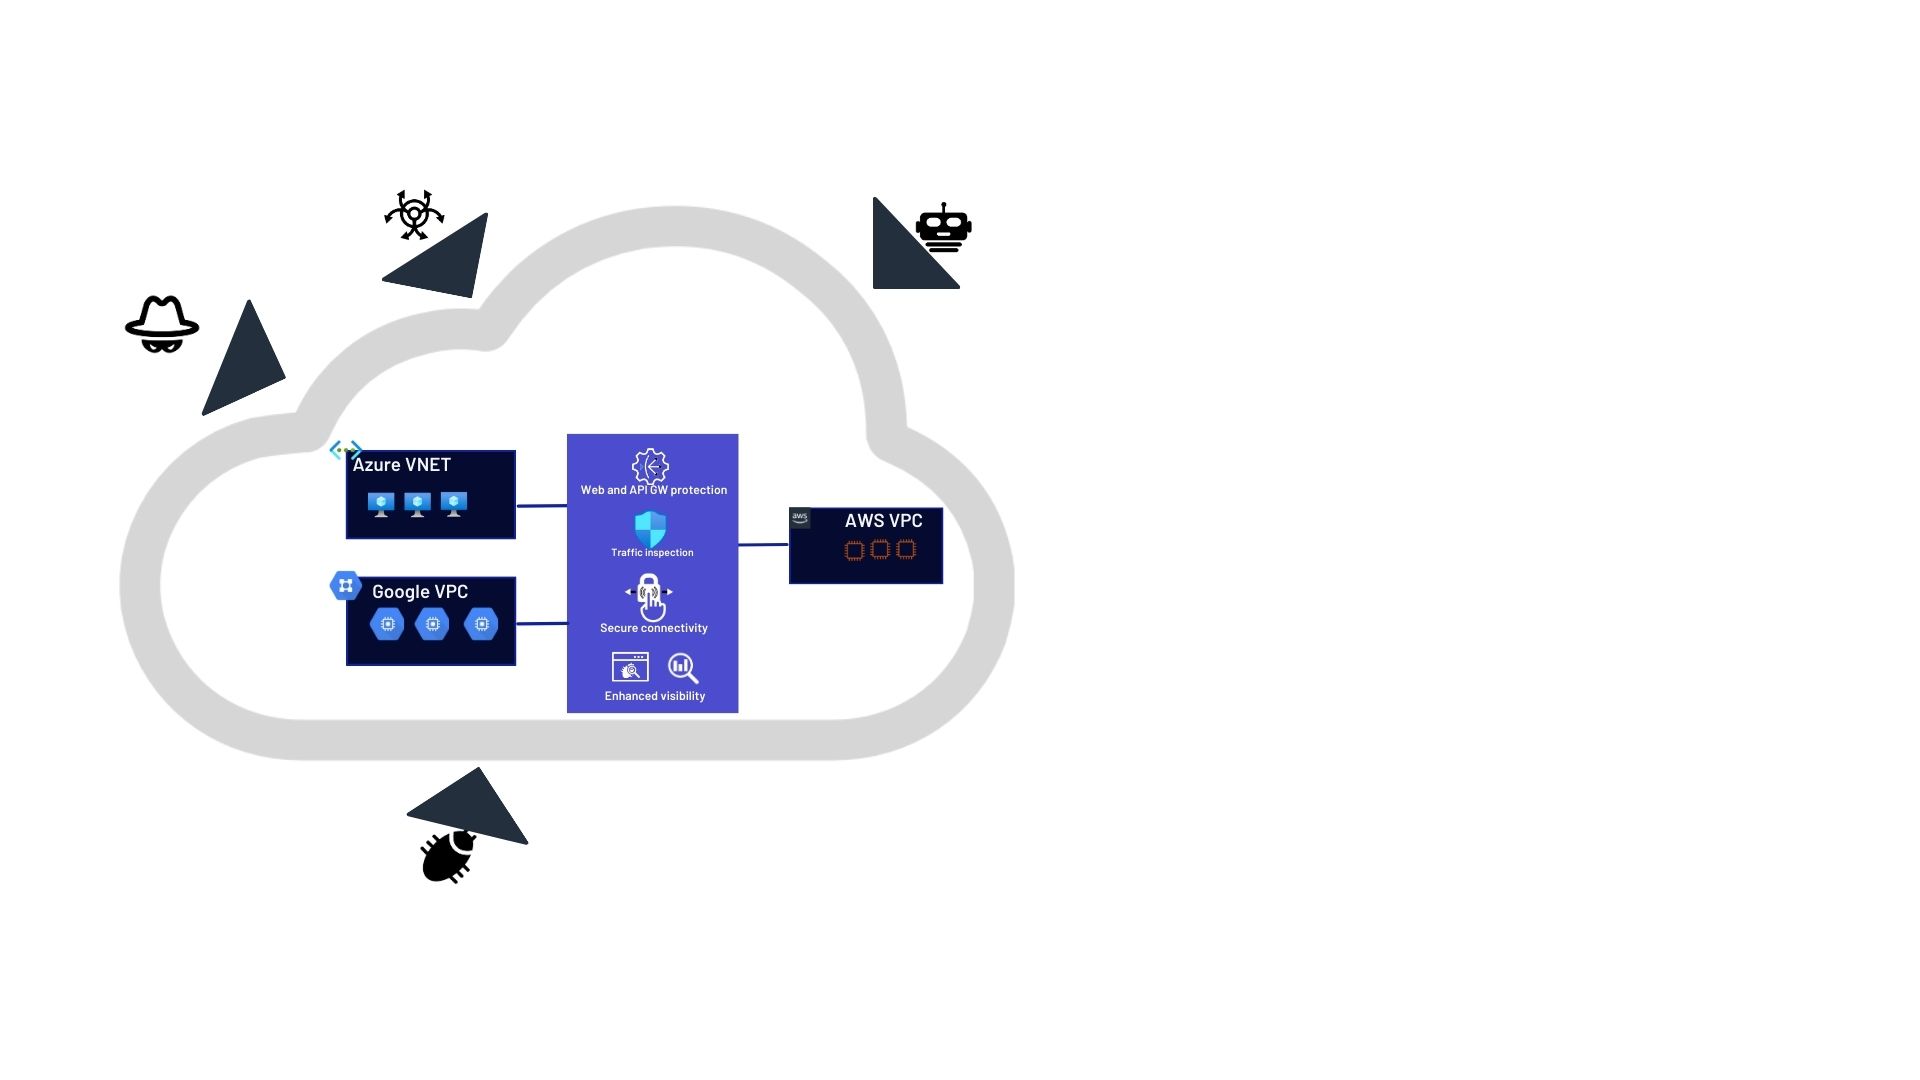 Azure VNET
Google VPC
Web and API GW protection
Traffic inspection
Secure connectivity
Enhanced visibility
aws
AWS VPC